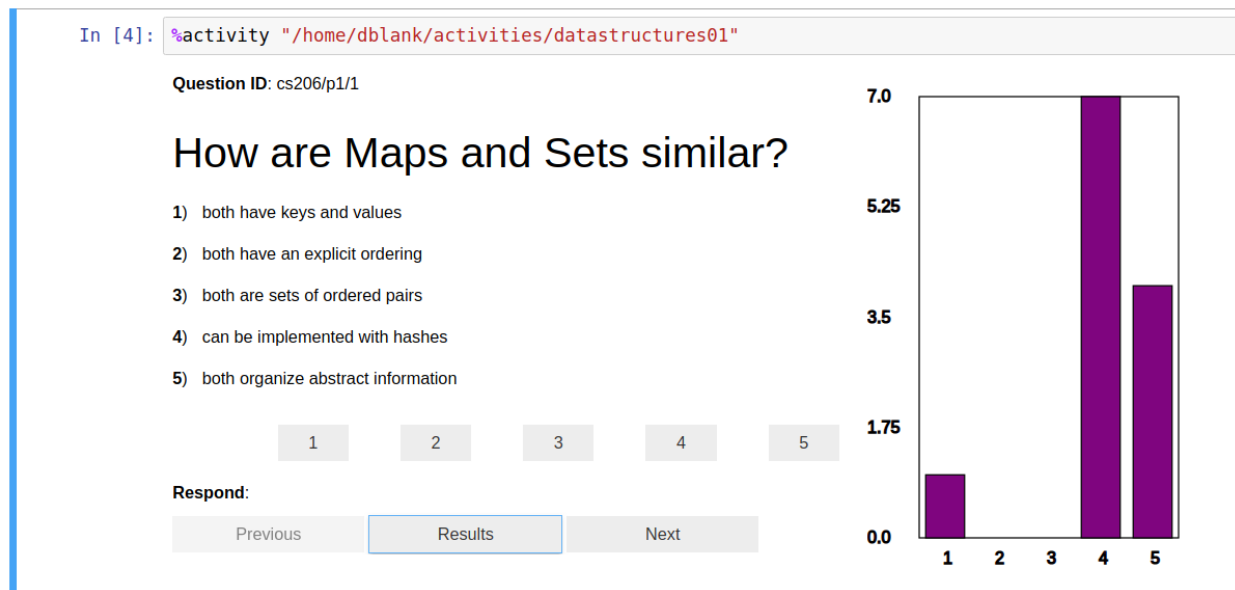 In [4]: %activity "/home/dblank/activities/datastructures01"
Question ID: cs206/p1/1
How are Maps and Sets similar?
1) both have keys and values
2) both have an explicit ordering
3) both are sets of ordered pairs
4) can be implemented with hashes
5) both organize abstract information
1 2 3 4 5
Respond:
Previous Results Next
7.0
5.25
3.5
1.75
0.0
1 2 3 4 5